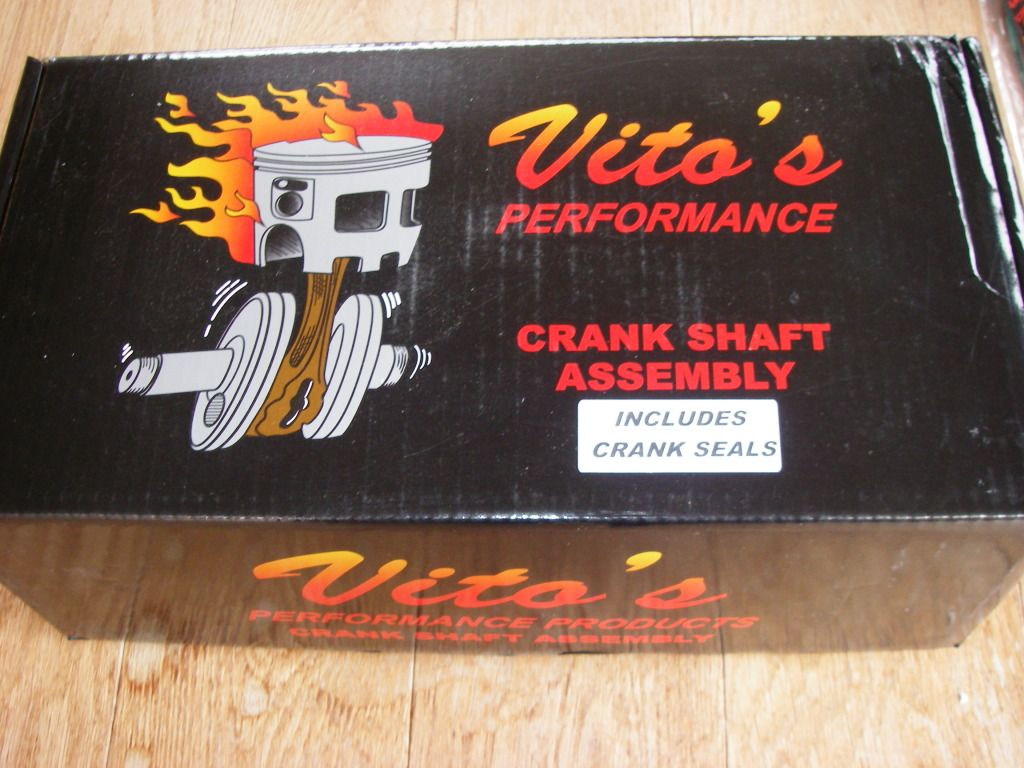 Vito's
PERFORMANCE
CRANK SHAFT
ASSEMBLY
INCLUDES
CRANK SEALS
Vito's
PERFORMANCE PRODUCTS
CRANK SHAFT ASSEMBLY